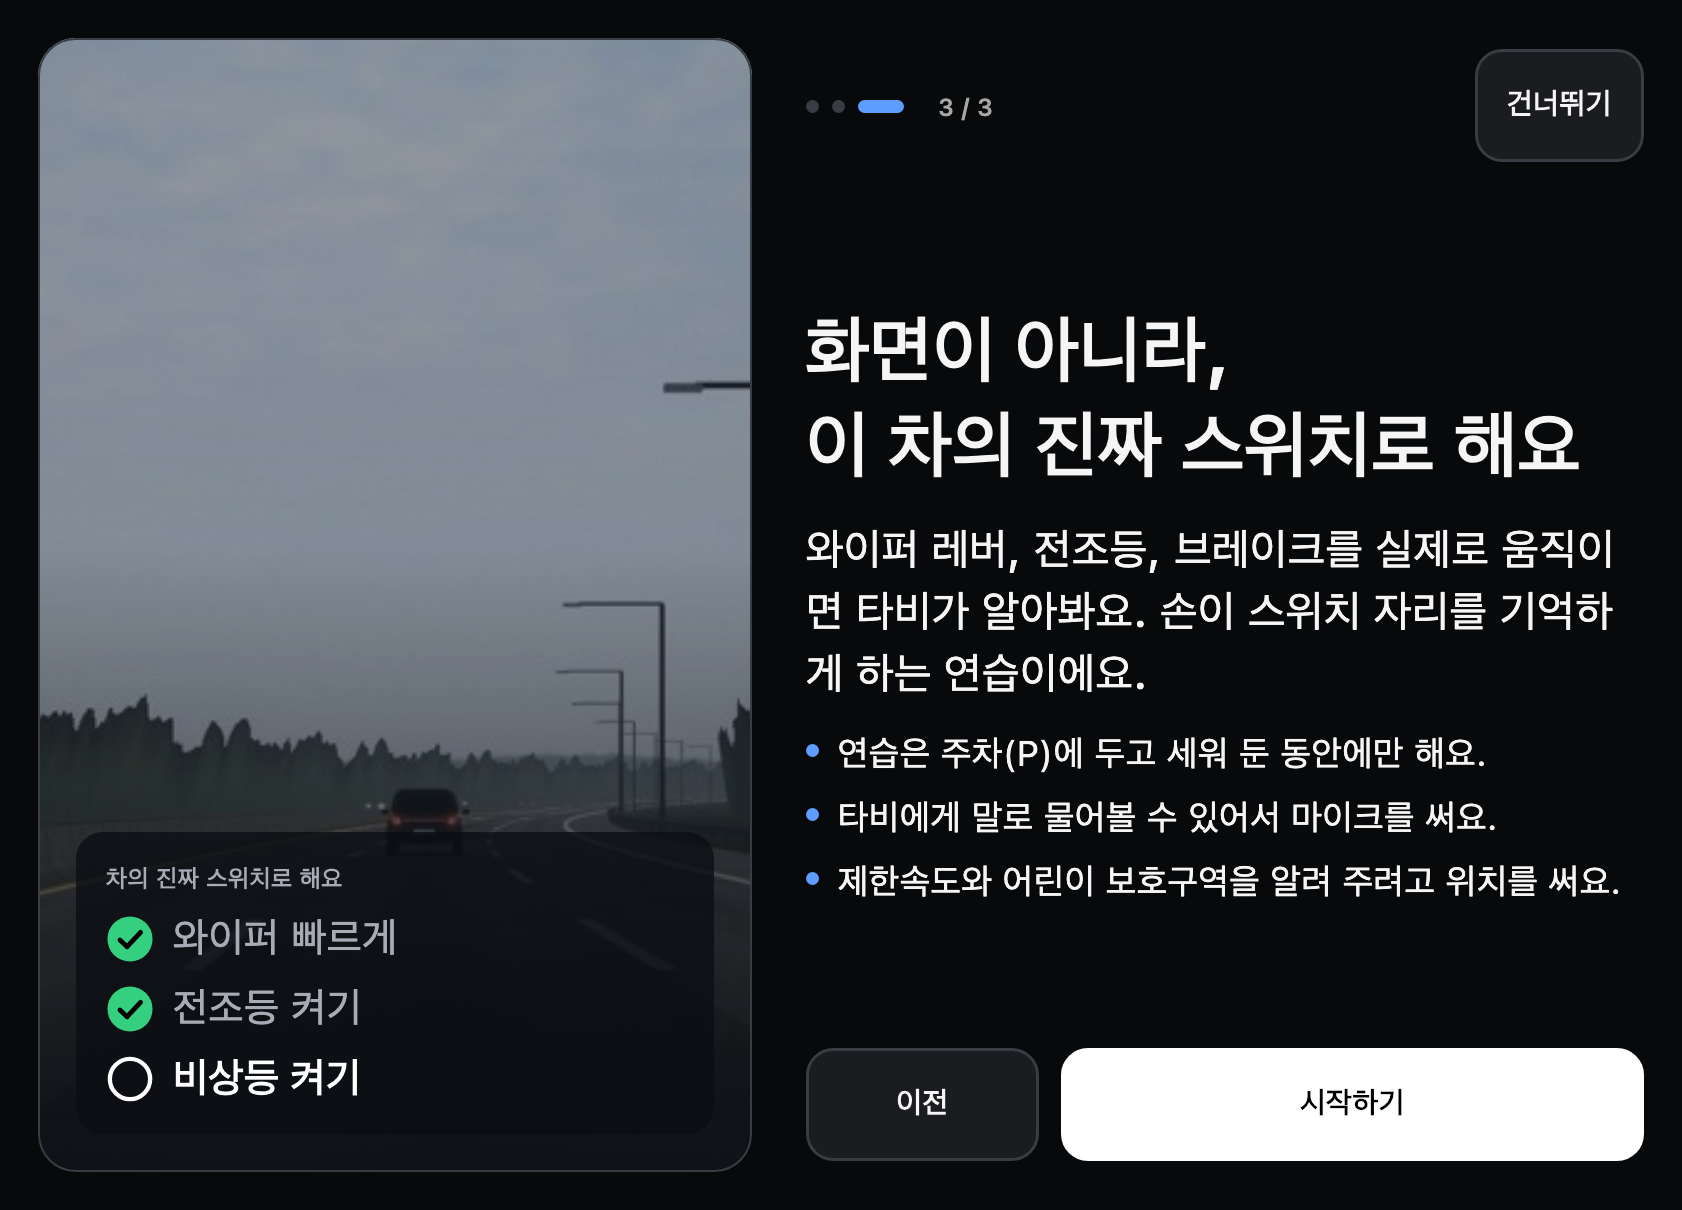 3 / 3
건너뛰기
화면이 아니라,
이 차의 진짜 스위치로 해요
와이퍼 레버, 전조등, 브레이크를 실제로 움직이
면 타비가 알아봐요. 손이 스위치 자리를 기억하
게 하는 연습이에요.
연습은 주차(P)에 두고 세워 둔 동안에만 해요.
타비에게 말로 물어볼 수 있어서 마이크를 써요.
제한속도와 어린이 보호구역을 알려 주려고 위치를 써요.
차의 진짜 스위치로 해요
와이퍼 빠르게
전조등 켜기
비상등 켜기
이전
시작하기